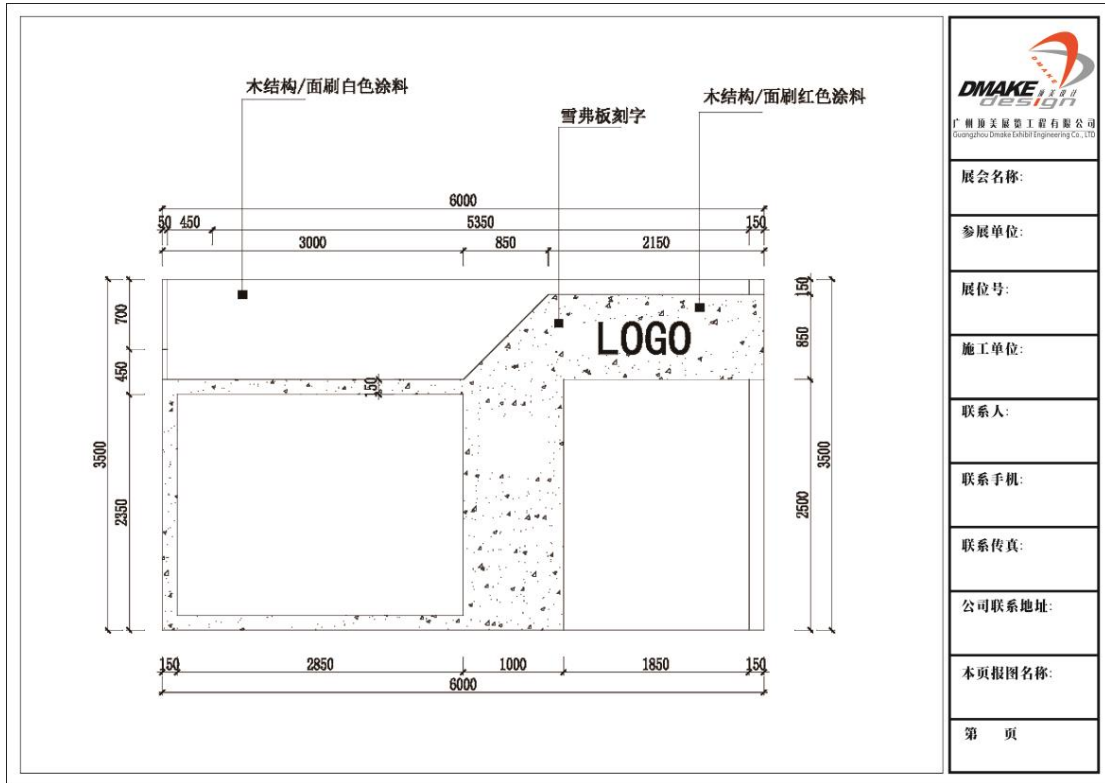 木结构/面刷白色涂料
雪弗板刻字
木结构/面刷红色涂料
6000
50 450 5350 150
3000 850 2150
700
450
2350
3500
150
LOGO
150
850
2500
3500
150 2850 1000 1850 150
6000
DMAKE 顶美设计
design
广州顶美展览工程有限公司
Guangzhou Dmake Exhibit Engineering Co., LTD
展会名称:
参展单位:
展位号:
施工单位:
联系人:
联系手机:
联系传真:
公司联系地址:
本页报图名称:
第 页